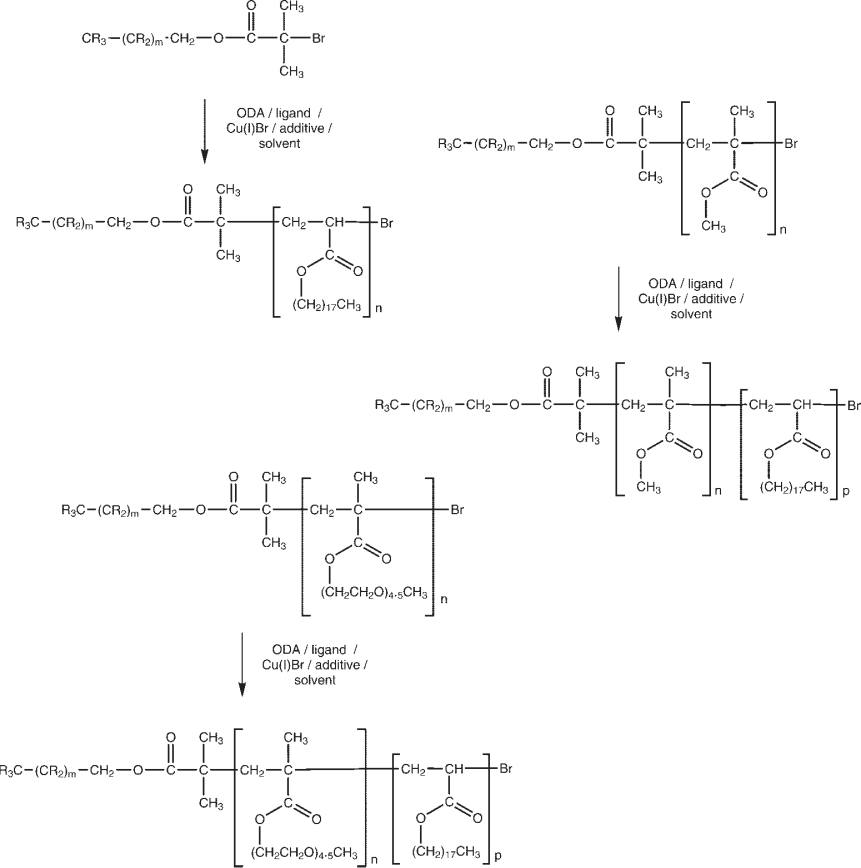 O CH₃
CR₃–(CR₂)ₘ-CH₂–O–C–C–Br
CH₃
ODA / ligand /
Cu(I)Br / additive /
solvent
O CH₃
R₃C–(CR₂)ₘ–CH₂–O–C–C–CH₂–CH–Br
CH₃ C
O O
(CH₂)₁₇CH₃ n
O CH₃ CH₃
R₃C–(CR₂)ₘ–CH₂–O–C–C–CH₂–C–Br
CH₃ C
O O
CH₃ n
ODA / ligand /
Cu(I)Br / additive /
solvent
O CH₃ CH₃
R₃C–(CR₂)ₘ–CH₂–O–C–C–CH₂–C–CH₂–CH–Br
CH₃ C C
O O O O
CH₃ n (CH₂)₁₇CH₃ p
O CH₃ CH₃
R₃C–(CR₂)ₘ–CH₂–O–C–C–CH₂–C–Br
CH₃ C
O O
(CH₂CH₂O)₄.₅CH₃ n
ODA / ligand /
Cu(I)Br / additive /
solvent
O CH₃ CH₃
R₃C–(CR₂)ₘ–CH₂–O–C–C–CH₂–C–CH₂–CH–Br
CH₃ C C
O O O O
(CH₂CH₂O)₄.₅CH₃ n (CH₂)₁₇CH₃ p